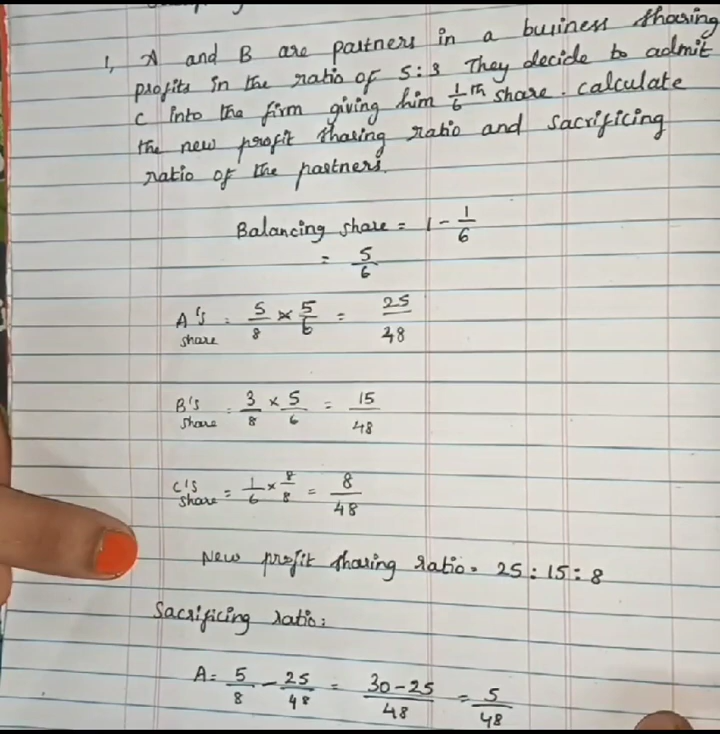 1, A and B are partners in a business sharing
profits in the ratio of 5:3 They decide to admit
C into the firm giving him 1/6 th share. calculate
the new profit sharing ratio and sacrificing
ratio of the partners.
Balancing share = 1 - 1/6
= 5/6
A's share = 5/8 × 5/6 = 25/48
B's share = 3/8 × 5/6 = 15/48
C's share = 1/6 × 8/8 = 8/48
New profit sharing ratio = 25 : 15 : 8
Sacrificing ratio:
A = 5/8 - 25/48 = 30-25/48 = 5/48